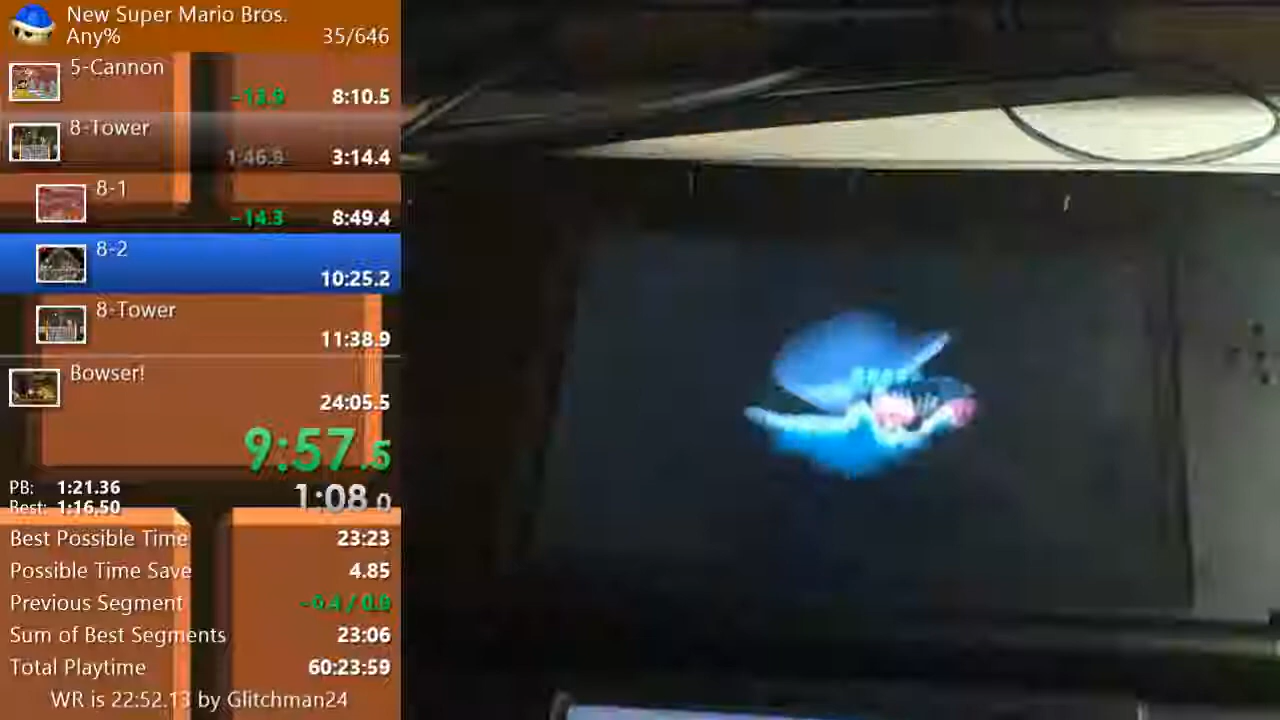 New Super Mario Bros.
Any% 35/646
5-Cannon
-13.9 8:10.5
8-Tower
1:46.8 3:14.4
8-1
-14.3 8:49.4
8-2
10:25.2
8-Tower
11:38.9
Bowser!
24:05.5
9:57.5
PB: 1:21.36
Best: 1:16.50
1:08.0
Best Possible Time 23:23
Possible Time Save 4.85
Previous Segment -0.4 / 0.0
Sum of Best Segments 23:06
Total Playtime 60:23:59
WR is 22:52.13 by Glitchman24